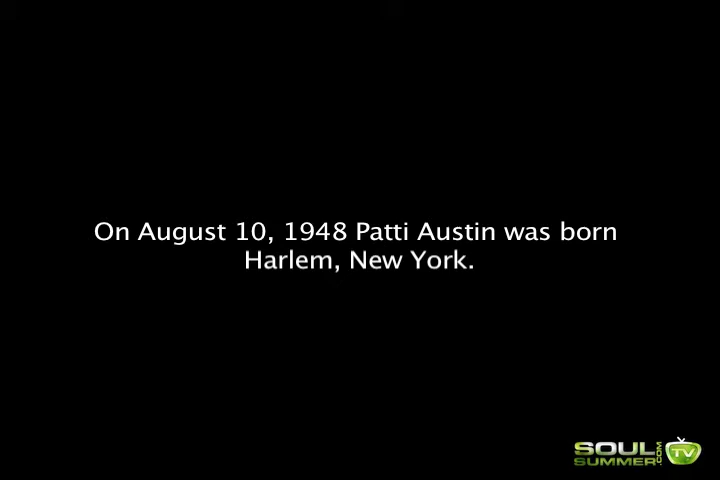 On August 10, 1948 Patti Austin was born
Harlem, New York.
SOUL
SUMMER.COM
TV